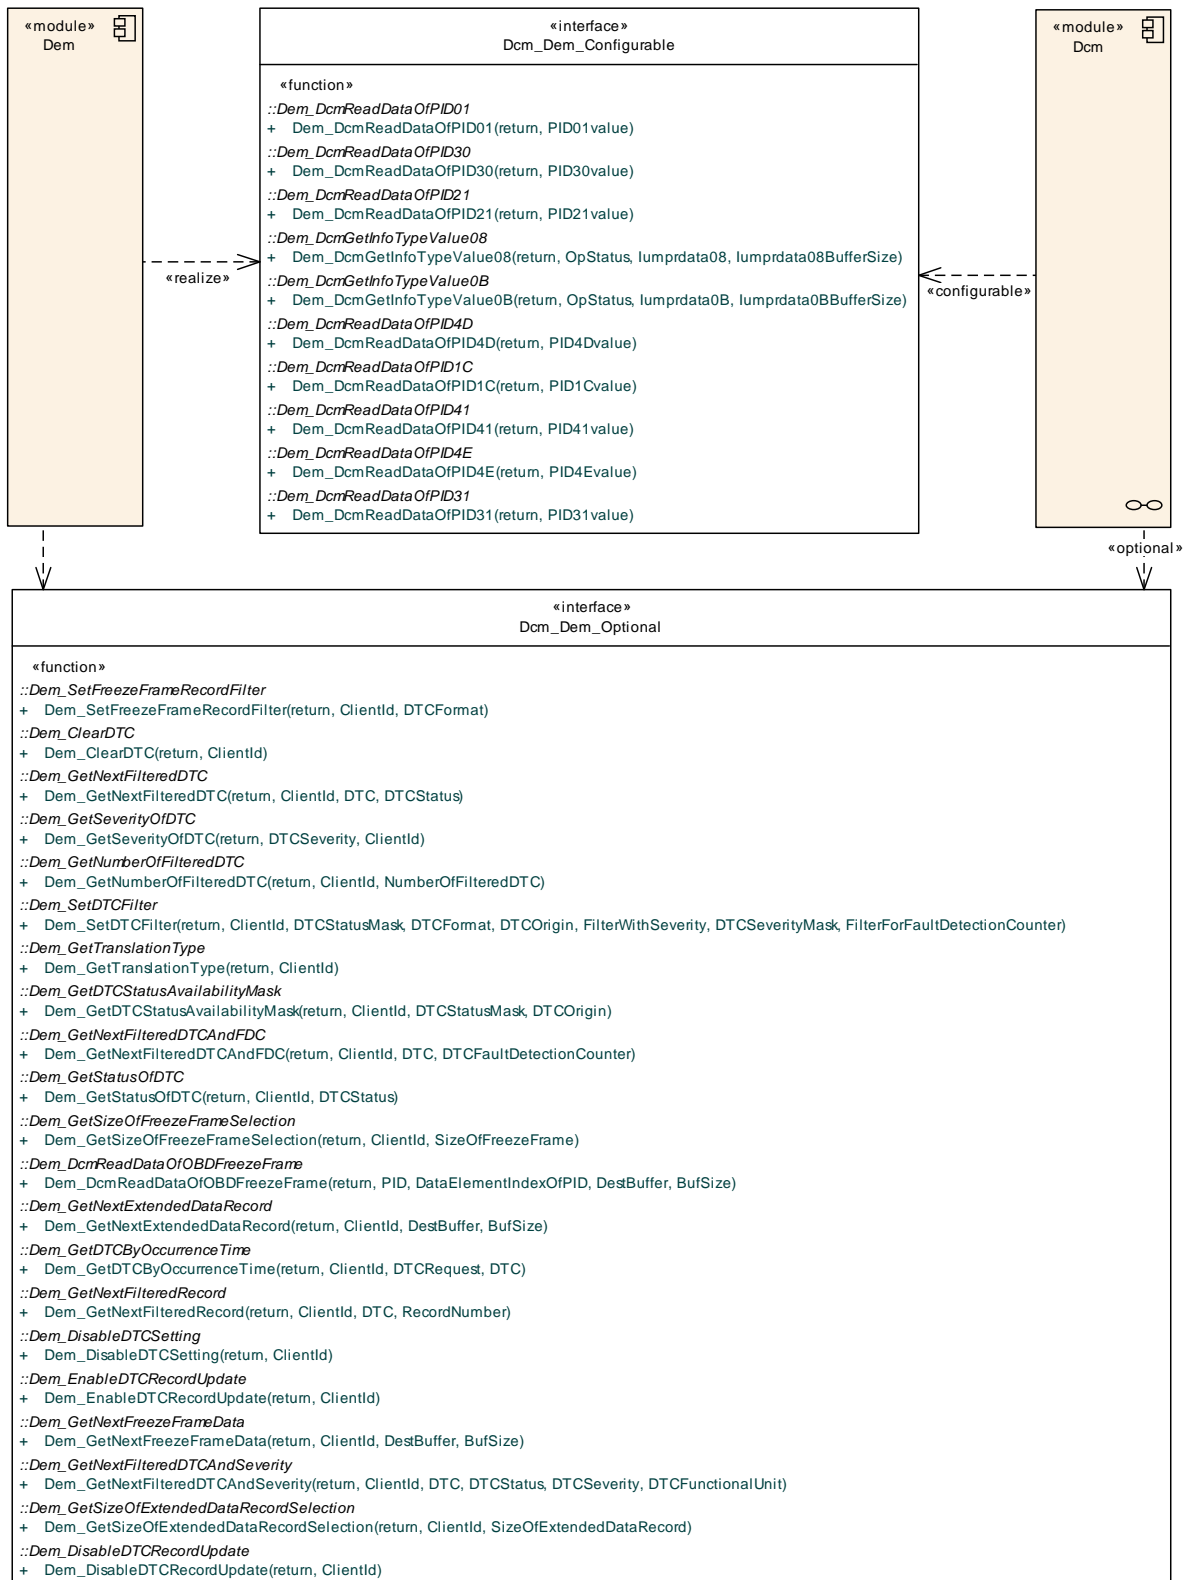 «module»
Dem
«interface»
Dcm_Dem_Configurable
«module»
Dcm
«function»
::Dem_DcmReadDataOfPID01
+ Dem_DcmReadDataOfPID01(return, PID01value)
::Dem_DcmReadDataOfPID30
+ Dem_DcmReadDataOfPID30(return, PID30value)
::Dem_DcmReadDataOfPID21
+ Dem_DcmReadDataOfPID21(return, PID21value)
::Dem_DcmGetInfoTypeValue08
+ Dem_DcmGetInfoTypeValue08(return, OpStatus, Iumprdata08, Iumprdata08BufferSize)
::Dem_DcmGetInfoTypeValue0B
+ Dem_DcmGetInfoTypeValue0B(return, OpStatus, Iumprdata0B, Iumprdata0BBufferSize)
::Dem_DcmReadDataOfPID4D
+ Dem_DcmReadDataOfPID4D(return, PID4Dvalue)
::Dem_DcmReadDataOfPID1C
+ Dem_DcmReadDataOfPID1C(return, PID1Cvalue)
::Dem_DcmReadDataOfPID41
+ Dem_DcmReadDataOfPID41(return, PID41value)
::Dem_DcmReadDataOfPID4E
+ Dem_DcmReadDataOfPID4E(return, PID4Evalue)
::Dem_DcmReadDataOfPID31
+ Dem_DcmReadDataOfPID31(return, PID31value)
«realize»
«configurable»
«optional»
«interface»
Dcm_Dem_Optional
«function»
::Dem_SetFreezeFrameRecordFilter
+ Dem_SetFreezeFrameRecordFilter(return, ClientId, DTCFormat)
::Dem_ClearDTC
+ Dem_ClearDTC(return, ClientId)
::Dem_GetNextFilteredDTC
+ Dem_GetNextFilteredDTC(return, ClientId, DTC, DTCStatus)
::Dem_GetSeverityOfDTC
+ Dem_GetSeverityOfDTC(return, DTCSeverity, ClientId)
::Dem_GetNumberOfFilteredDTC
+ Dem_GetNumberOfFilteredDTC(return, ClientId, NumberOfFilteredDTC)
::Dem_SetDTCFilter
+ Dem_SetDTCFilter(return, ClientId, DTCStatusMask, DTCFormat, DTCOrigin, FilterWithSeverity, DTCSeverityMask, FilterForFaultDetectionCounter)
::Dem_GetTranslationType
+ Dem_GetTranslationType(return, ClientId)
::Dem_GetDTCStatusAvailabilityMask
+ Dem_GetDTCStatusAvailabilityMask(return, ClientId, DTCStatusMask, DTCOrigin)
::Dem_GetNextFilteredDTCAndFDC
+ Dem_GetNextFilteredDTCAndFDC(return, ClientId, DTC, DTCFaultDetectionCounter)
::Dem_GetStatusOfDTC
+ Dem_GetStatusOfDTC(return, ClientId, DTCStatus)
::Dem_GetSizeOfFreezeFrameSelection
+ Dem_GetSizeOfFreezeFrameSelection(return, ClientId, SizeOfFreezeFrame)
::Dem_DcmReadDataOfOBDFreezeFrame
+ Dem_DcmReadDataOfOBDFreezeFrame(return, PID, DataElementIndexOfPID, DestBuffer, BufSize)
::Dem_GetNextExtendedDataRecord
+ Dem_GetNextExtendedDataRecord(return, ClientId, DestBuffer, BufSize)
::Dem_GetDTCByOccurrenceTime
+ Dem_GetDTCByOccurrenceTime(return, ClientId, DTCRequest, DTC)
::Dem_GetNextFilteredRecord
+ Dem_GetNextFilteredRecord(return, ClientId, DTC, RecordNumber)
::Dem_DisableDTCSetting
+ Dem_DisableDTCSetting(return, ClientId)
::Dem_EnableDTCRecordUpdate
+ Dem_EnableDTCRecordUpdate(return, ClientId)
::Dem_GetNextFreezeFrameData
+ Dem_GetNextFreezeFrameData(return, ClientId, DestBuffer, BufSize)
::Dem_GetNextFilteredDTCAndSeverity
+ Dem_GetNextFilteredDTCAndSeverity(return, ClientId, DTC, DTCStatus, DTCSeverity, DTCFunctionalUnit)
::Dem_GetSizeOfExtendedDataRecordSelection
+ Dem_GetSizeOfExtendedDataRecordSelection(return, ClientId, SizeOfExtendedDataRecord)
::Dem_DisableDTCRecordUpdate
+ Dem_DisableDTCRecordUpdate(return, ClientId)